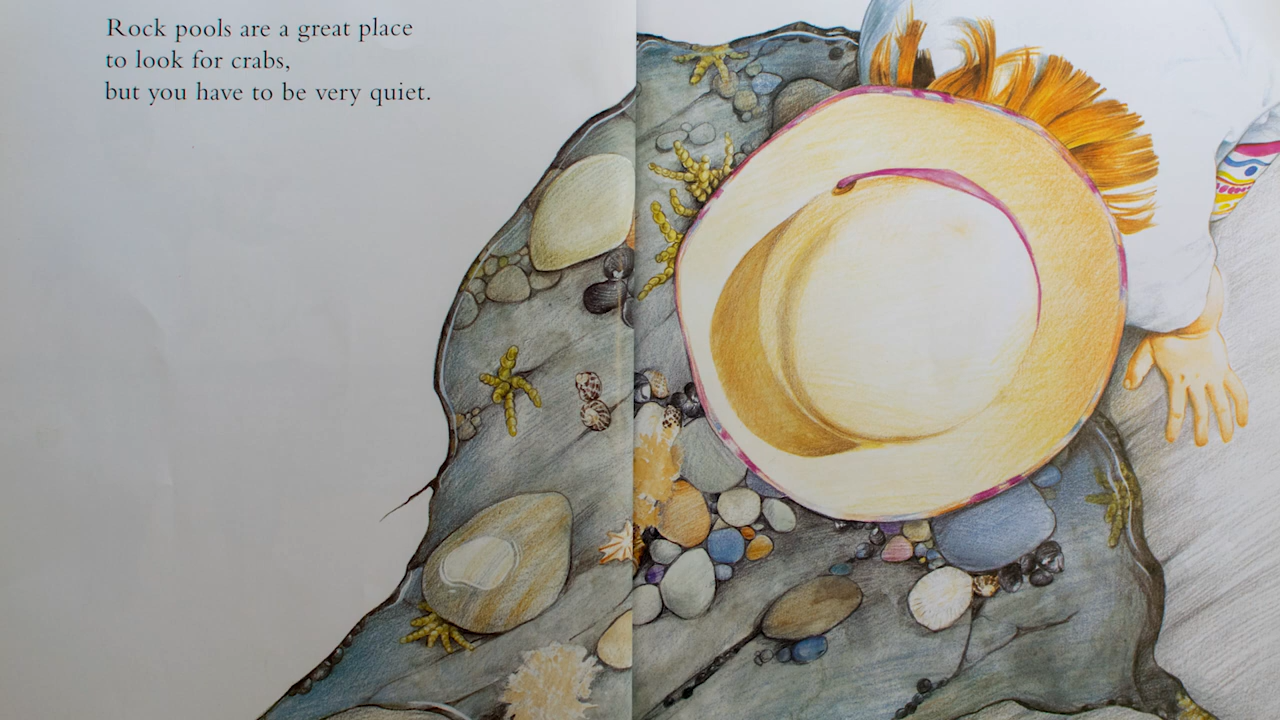 Rock pools are a great place
to look for crabs,
but you have to be very quiet.